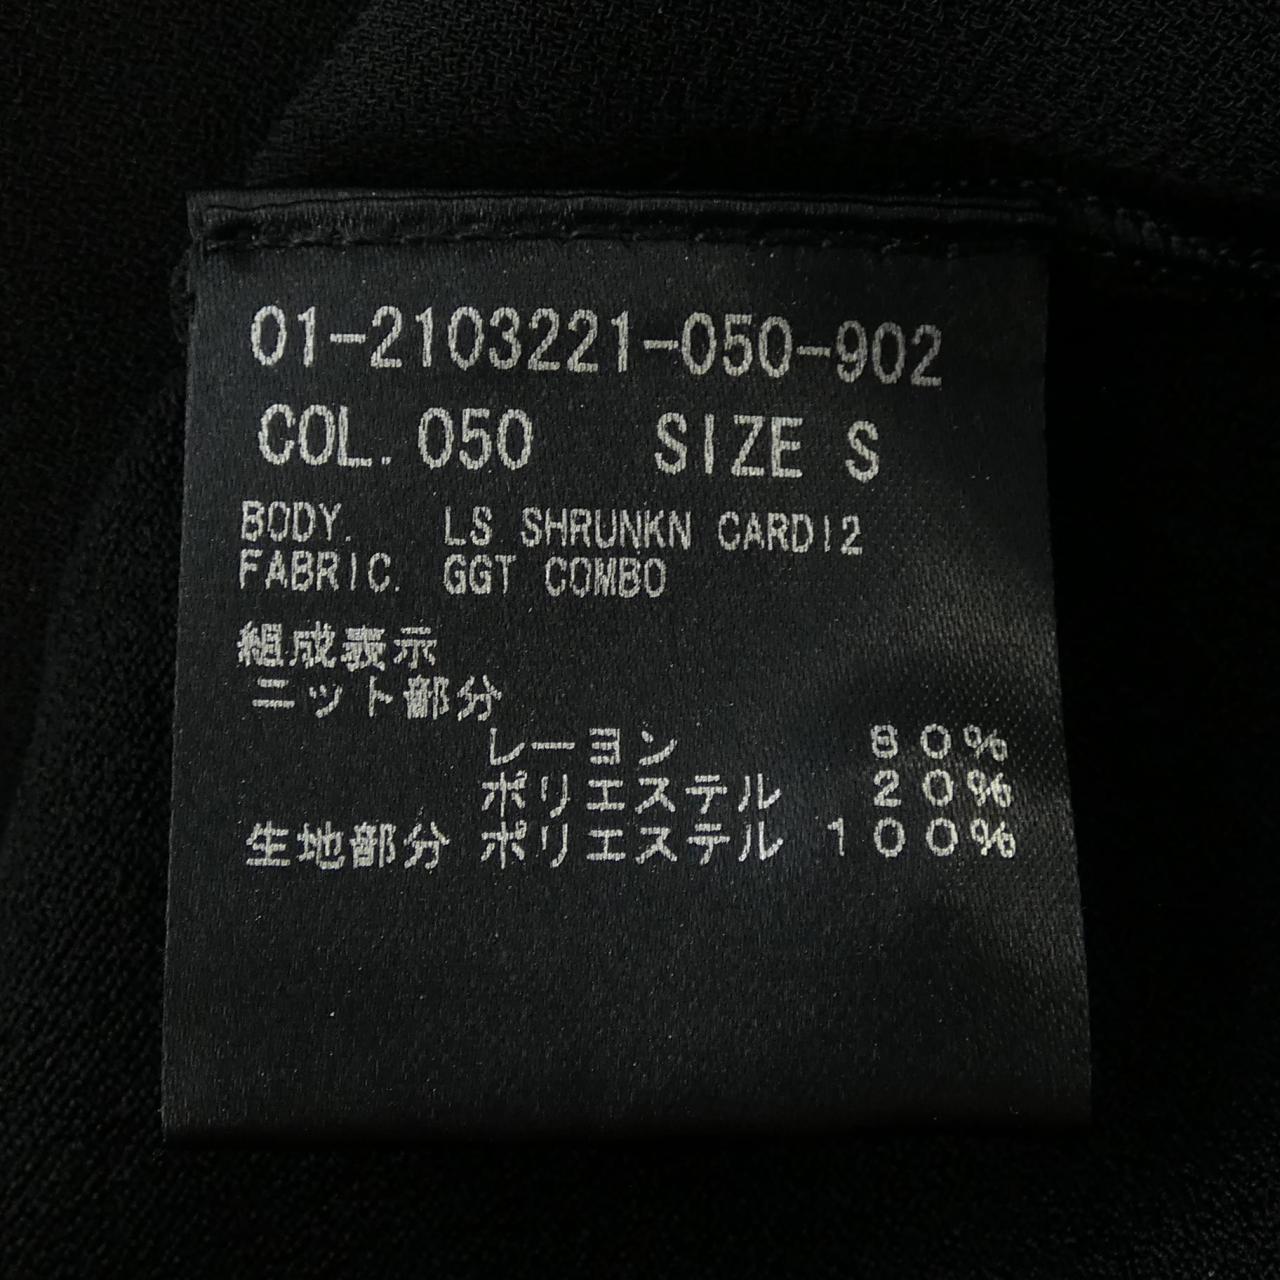 01-2103221-050-902
COL. 050 SIZE S
BODY. LS SHRUNKN CARDI2
FABRIC. GGT COMBO
組成表示
ニット部分
レーヨン 80%
ポリエステル 20%
生地部分 ポリエステル 100%